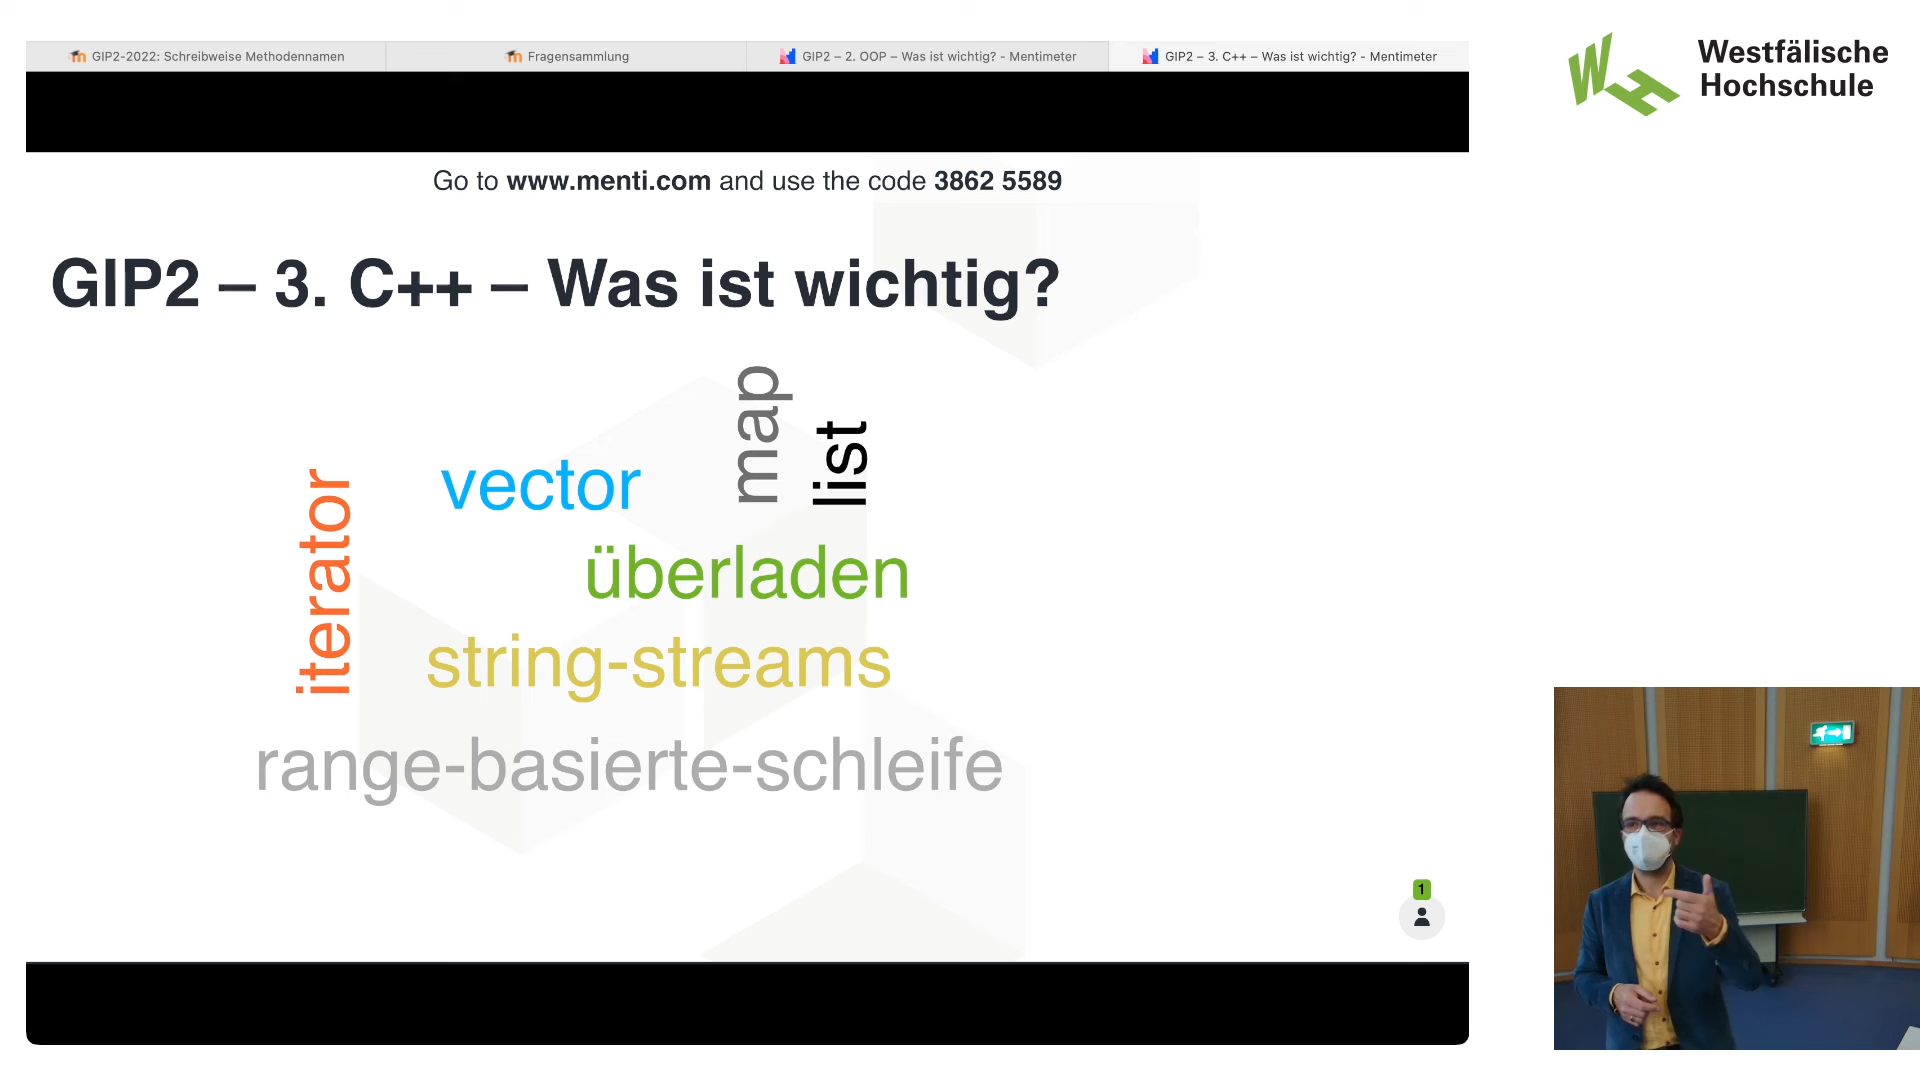 GIP2-2022: Schreibweise Methodennamen
Fragensammlung
GIP2 – 2. OOP – Was ist wichtig? - Mentimeter
GIP2 – 3. C++ – Was ist wichtig? - Mentimeter
Westfälische
Hochschule
Go to www.menti.com and use the code 3862 5589
GIP2 – 3. C++ – Was ist wichtig?
map
list
vector
iterator
überladen
string-streams
range-basierte-schleife
1